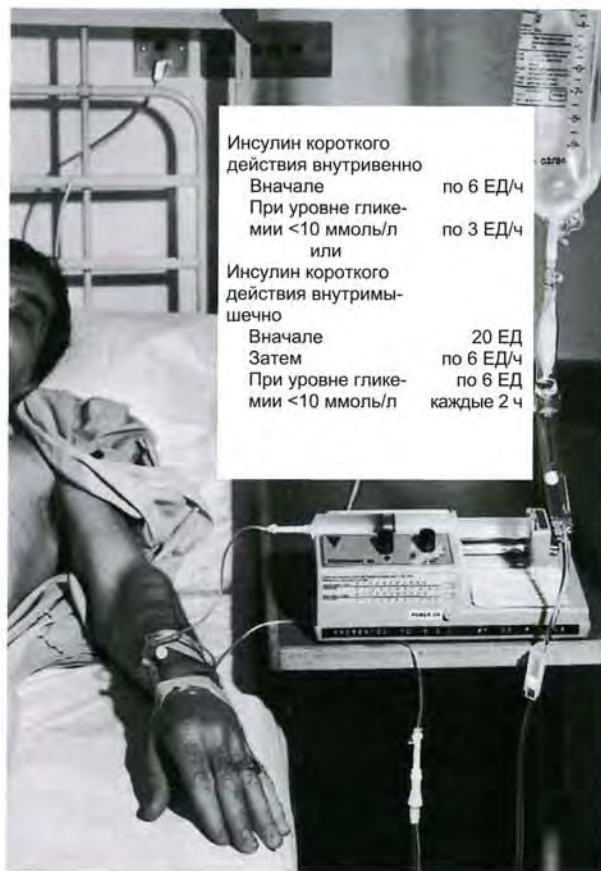 Инсулин короткого
действия внутривенно
Вначале по 6 ЕД/ч
При уровне глике-
мии <10 ммоль/л по 3 ЕД/ч
или
Инсулин короткого
действия внутримы-
шечно
Вначале 20 ЕД
Затем по 6 ЕД/ч
При уровне глике- по 6 ЕД
мии <10 ммоль/л каждые 2 ч